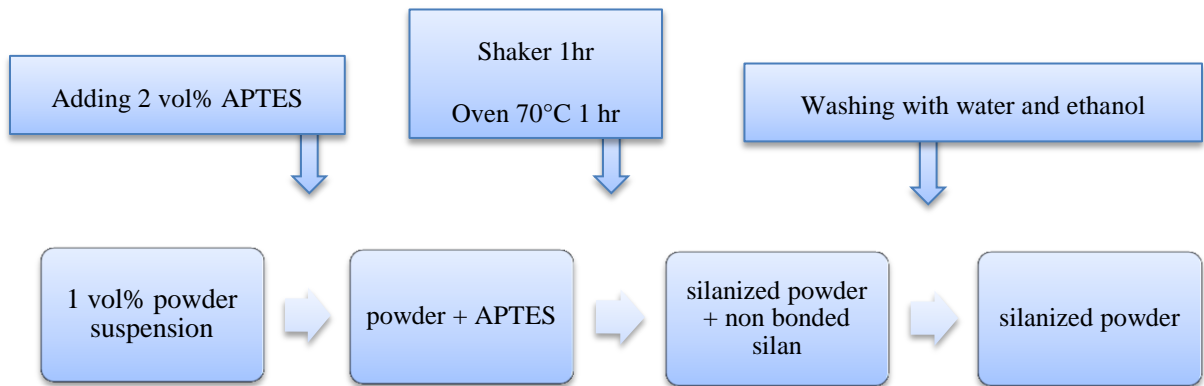 Adding 2 vol% APTES
Shaker 1hr
Oven 70°C 1 hr
Washing with water and ethanol
1 vol% powder
suspension
powder + APTES
silanized powder
+ non bonded
silan
silanized powder